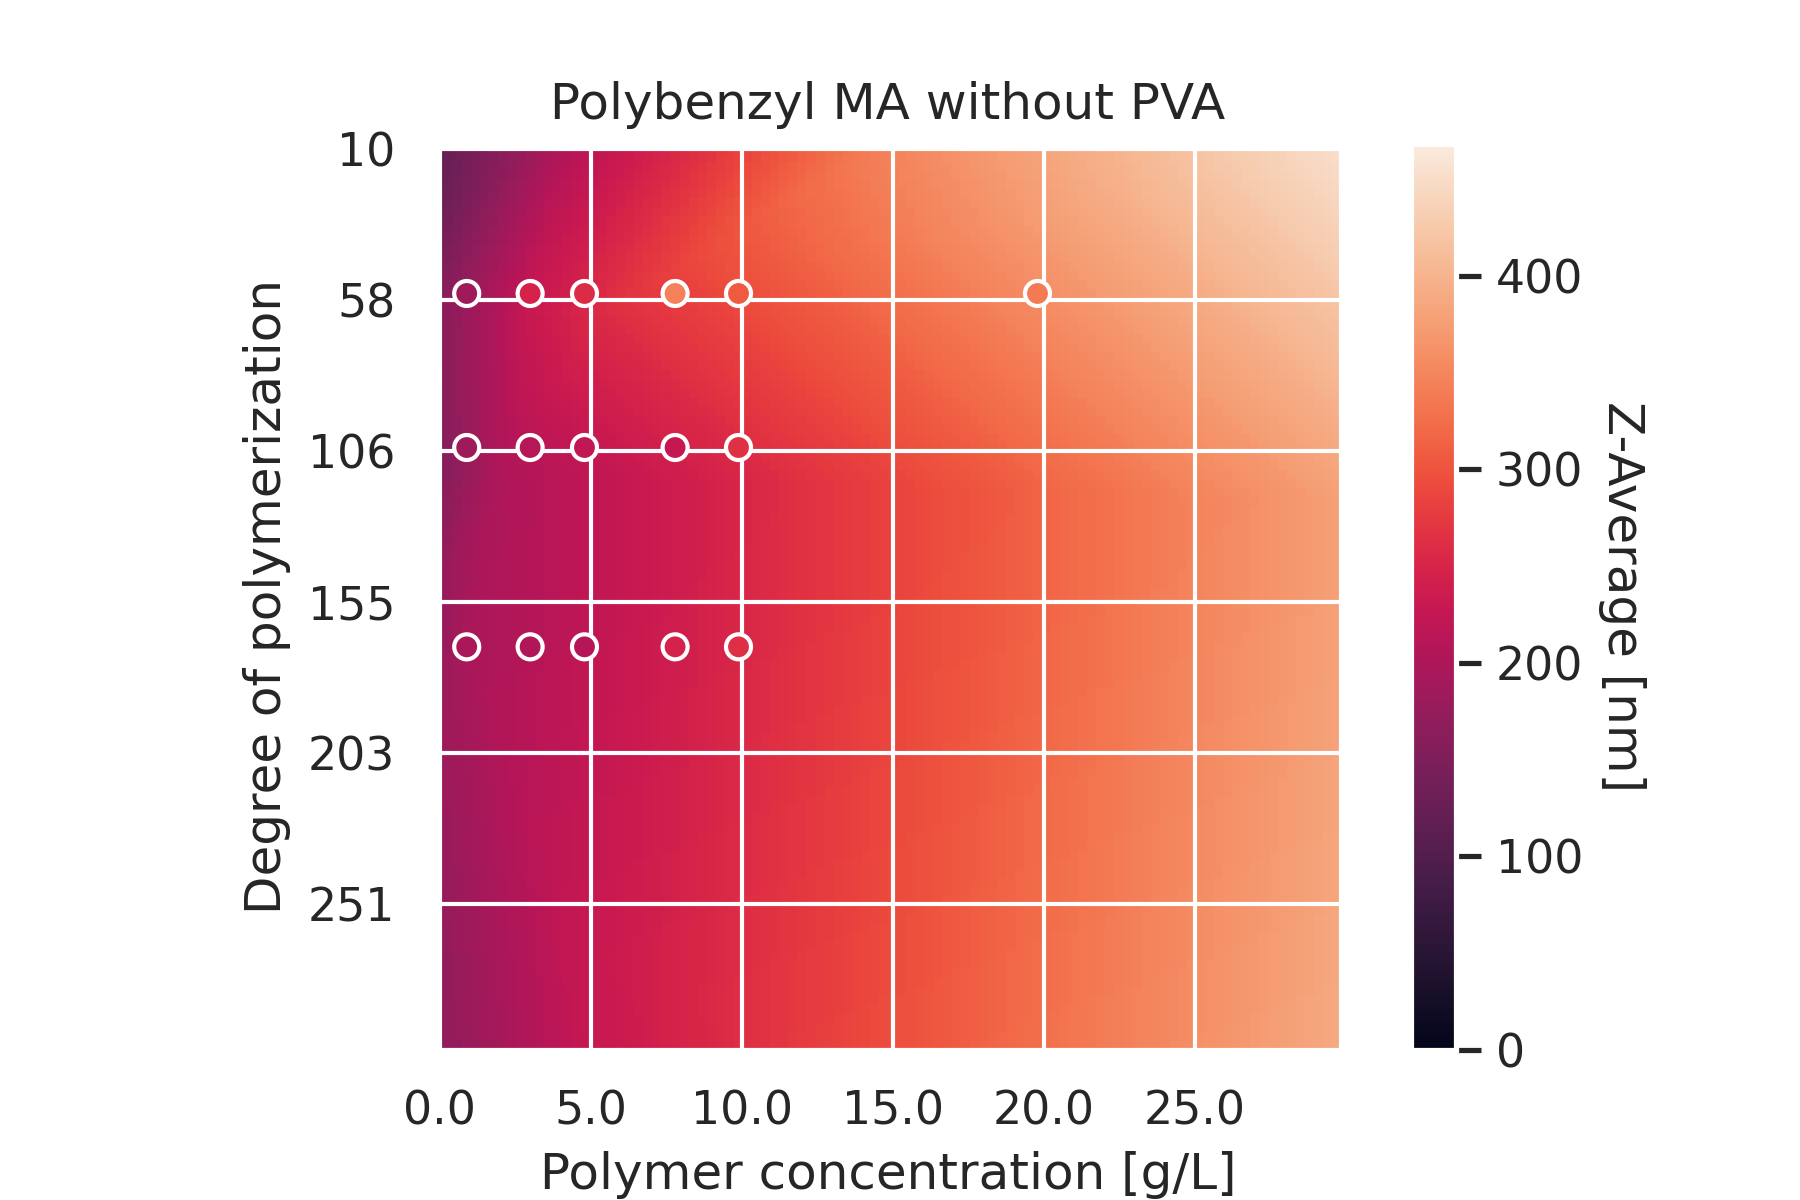 Polybenzyl MA without PVA
10
58
106
155
203
251
Degree of polymerization
0.0 5.0 10.0 15.0 20.0 25.0
Polymer concentration [g/L]
400
300
200
100
0
Z-Average [nm]